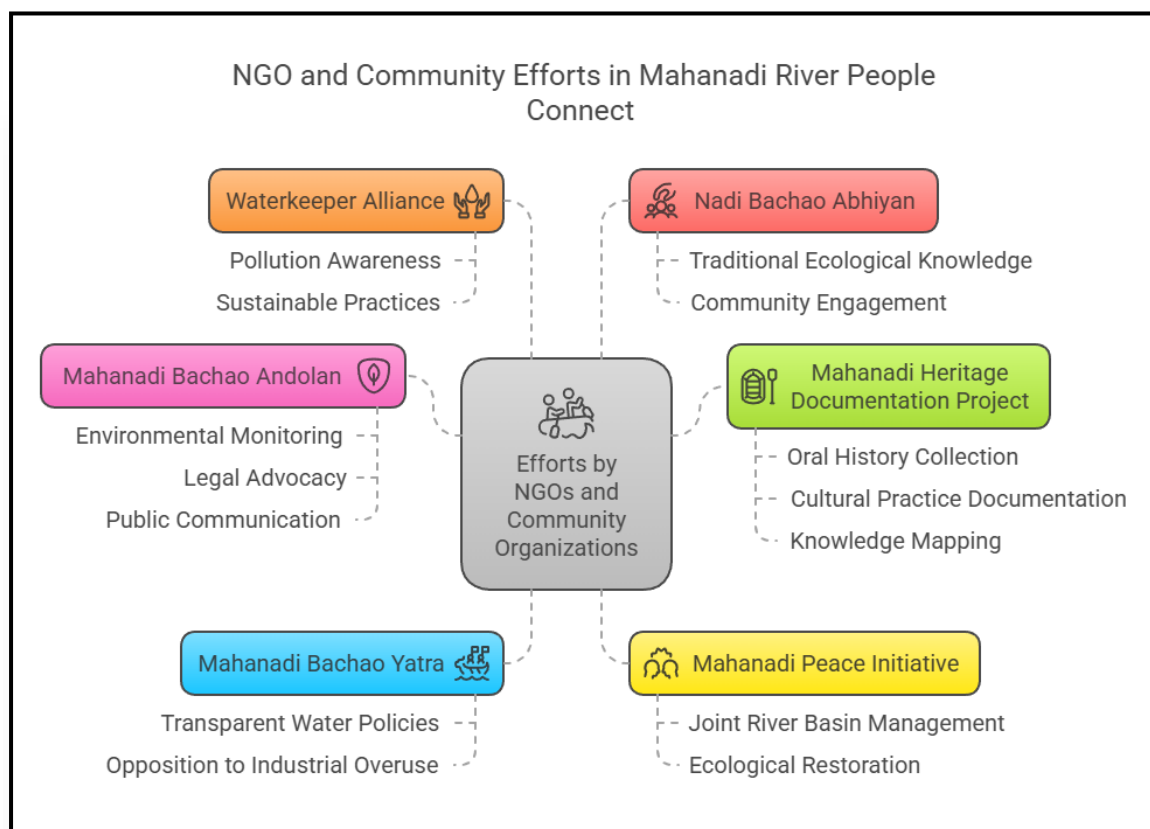 NGO and Community Efforts in Mahanadi River People
Connect
Waterkeeper Alliance
Pollution Awareness
Sustainable Practices
Nadi Bachao Abhiyan
Traditional Ecological Knowledge
Community Engagement
Mahanadi Bachao Andolan
Environmental Monitoring
Legal Advocacy
Public Communication
Efforts by
NGOs and
Community
Organizations
Mahanadi Heritage
Documentation Project
Oral History Collection
Cultural Practice Documentation
Knowledge Mapping
Mahanadi Bachao Yatra
Transparent Water Policies
Opposition to Industrial Overuse
Mahanadi Peace Initiative
Joint River Basin Management
Ecological Restoration